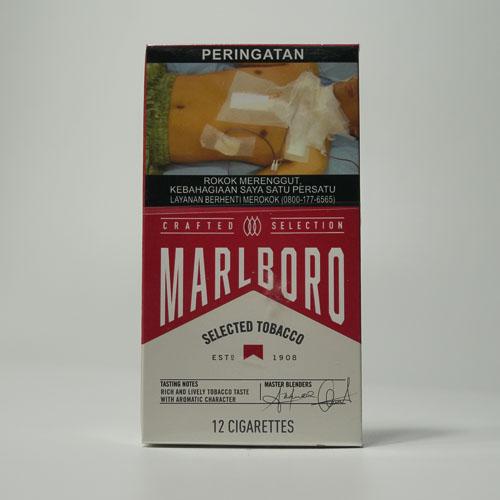 PERINGATAN
ROKOK MERENGGUT
KEBAHAGIAAN SAYA SATU PERSATU
LAYANAN BERHENTI MEROKOK (0800-177-6565)
CRAFTED SELECTION
MARLBORO
SELECTED TOBACCO
ESTD 1908
TASTING NOTES
RICH AND LIVELY TOBACCO TASTE
WITH AROMATIC CHARACTER
MASTER BLENDERS
12 CIGARETTES